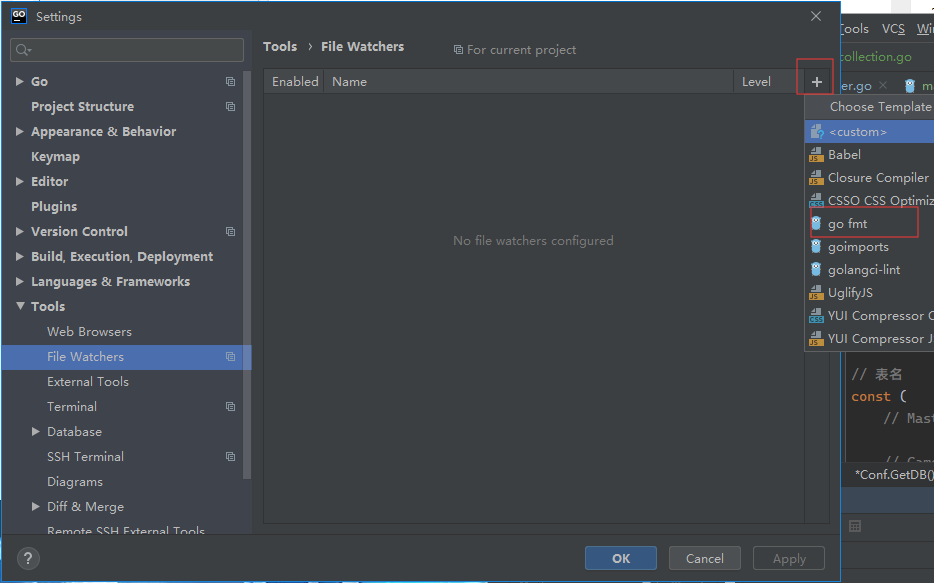 GO Settings
Tools › File Watchers For current project
Enabled Name Level
Go
Project Structure
Appearance & Behavior
Keymap
Editor
Plugins
Version Control
Build, Execution, Deployment
Languages & Frameworks
Tools
Web Browsers
File Watchers
External Tools
Terminal
Database
SSH Terminal
Diagrams
Diff & Merge
Remote SSH External Tools
No file watchers configured
?
OK Cancel Apply
+
Choose Template
<custom>
Babel
Closure Compiler
CSSO CSS Optimiz
go fmt
goimports
golangci-lint
UglifyJS
YUI Compressor C
YUI Compressor J
Tools VCS Win
collection.go
er.go m
// 表名
const (
// Mast
// Game
*Conf.GetDB()